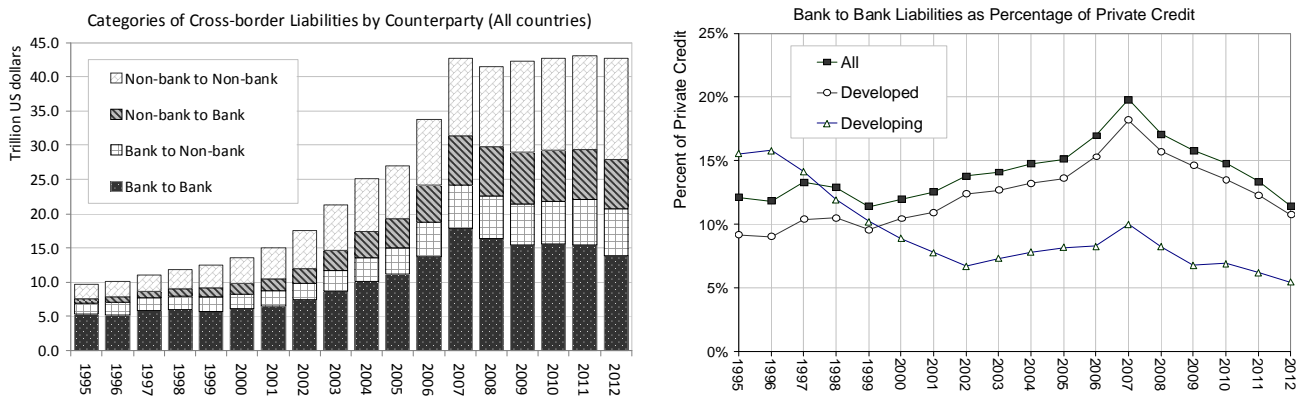 Categories of Cross-border Liabilities by Counterparty (All countries)
Trillion US dollars
45.0
40.0
35.0
30.0
25.0
20.0
15.0
10.0
5.0
0.0
Non-bank to Non-bank
Non-bank to Bank
Bank to Non-bank
Bank to Bank
1995 1996 1997 1998 1999 2000 2001 2002 2003 2004 2005 2006 2007 2008 2009 2010 2011 2012
Bank to Bank Liabilities as Percentage of Private Credit
Percent of Private Credit
25%
20%
15%
10%
5%
0%
All
Developed
Developing
1995 1996 1997 1998 1999 2000 2001 2002 2003 2004 2005 2006 2007 2008 2009 2010 2011 2012